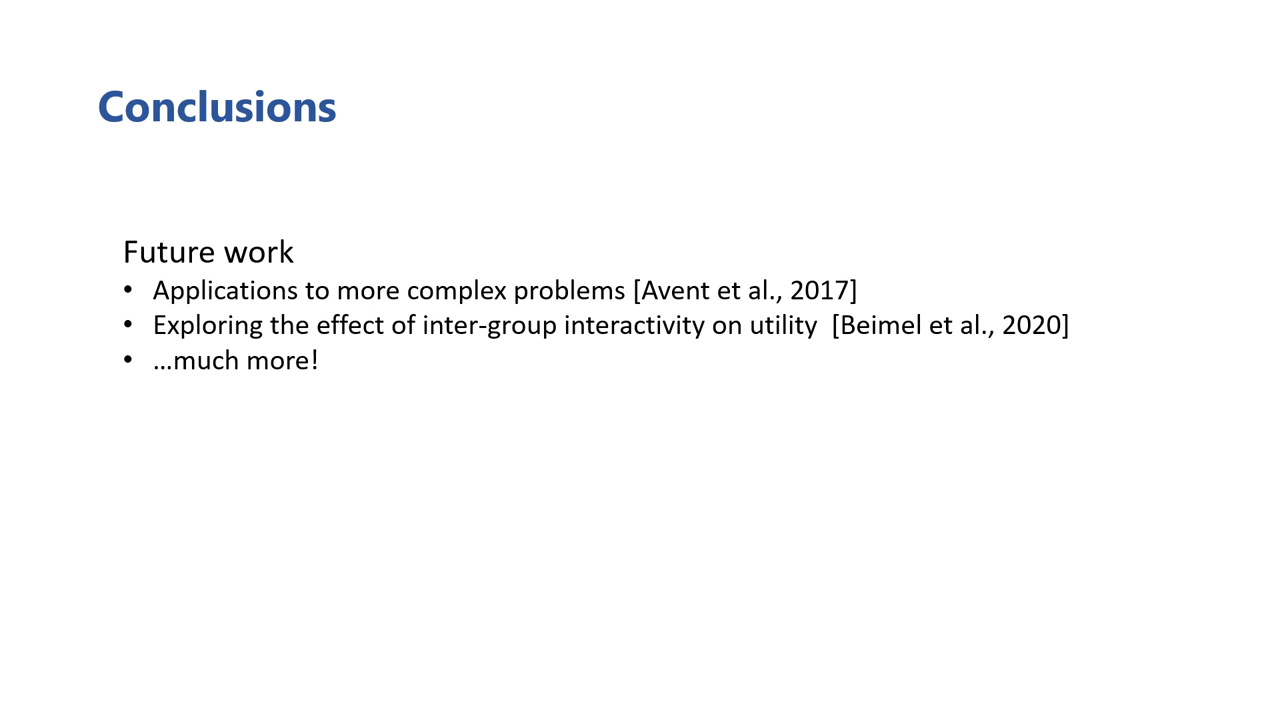 Conclusions
Future work
• Applications to more complex problems [Avent et al., 2017]
• Exploring the effect of inter-group interactivity on utility  [Beimel et al., 2020]
• …much more!